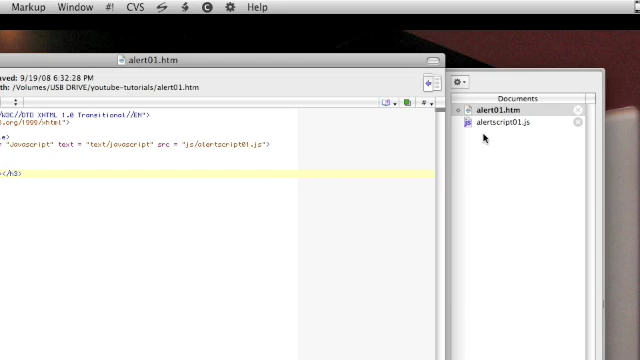 Markup Window #! CVS Help
alert01.htm
aved: 9/19/08 6:32:28 PM
th: /Volumes/USB DRIVE/youtube-tutorials/alert01.htm
Documents
alert01.htm
alertscript01.js
W3C//DTD XHTML 1.0 Transitional//EN">
.org/1999/xhtml">
le>
= "Javascript" text = "text/javascript" src = "js/alertscript01.js">
></h3>